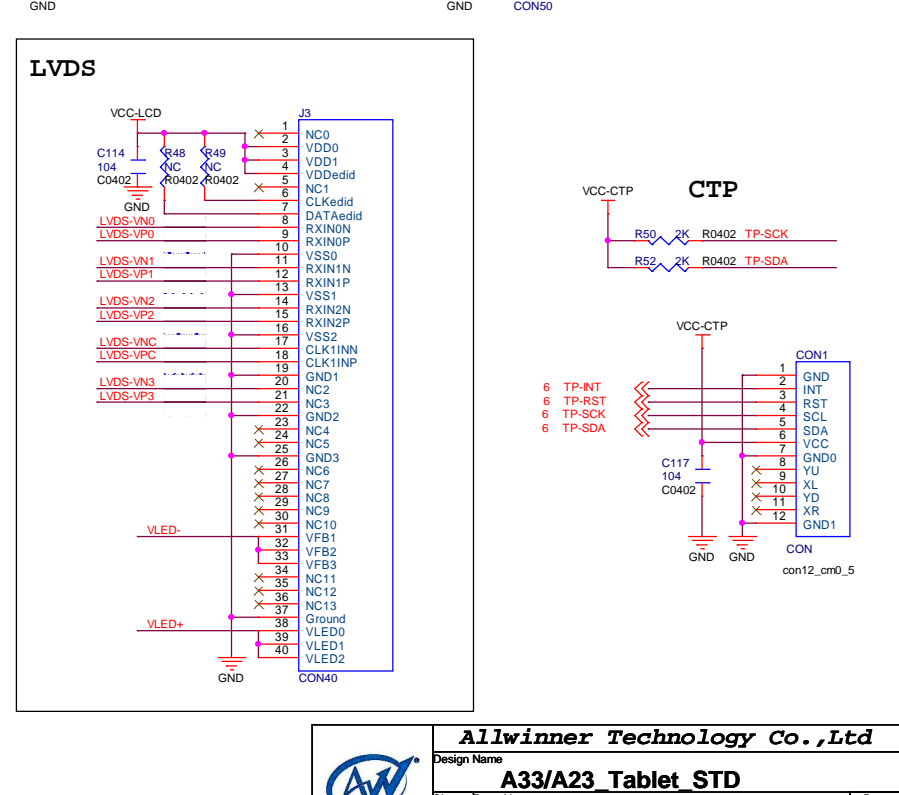 GND
GND CON50
LVDS
VCC-LCD
J3
C114
104
C0402
R48
NC
R0402
R49
NC
R0402
GND
1 NC0
2 VDD0
3 VDD1
4 VDDedid
5 NC1
6 CLKedid
7 DATAedid
LVDS-VN0 8 RXIN0N
LVDS-VP0 9 RXIN0P
10 VSS0
LVDS-VN1 11 RXIN1N
LVDS-VP1 12 RXIN1P
13 VSS1
LVDS-VN2 14 RXIN2N
LVDS-VP2 15 RXIN2P
16 VSS2
LVDS-VNC 17 CLK1INN
LVDS-VPC 18 CLK1INP
19 GND1
LVDS-VN3 20 NC2
LVDS-VP3 21 NC3
22 GND2
23 NC4
24 NC5
25 GND3
26 NC6
27 NC7
28 NC8
29 NC9
30 NC10
VLED- 31 VFB1
32 VFB2
33 VFB3
34 NC11
35 NC12
36 NC13
37 Ground
VLED+ 38 VLED0
39 VLED1
40 VLED2
GND
CON40
CTP
VCC-CTP
R50 2K R0402 TP-SCK
R52 2K R0402 TP-SDA
VCC-CTP
CON1
1 GND
6 TP-INT 2 INT
6 TP-RST 3 RST
6 TP-SCK 4 SCL
6 TP-SDA 5 SDA
6 VCC
7 GND0
8 YU
9 XL
10 YD
11 XR
12 GND1
C117
104
C0402
GND GND
CON
con12_cm0_5
Allwinner Technology Co.,Ltd
Design Name
A33/A23_Tablet_STD